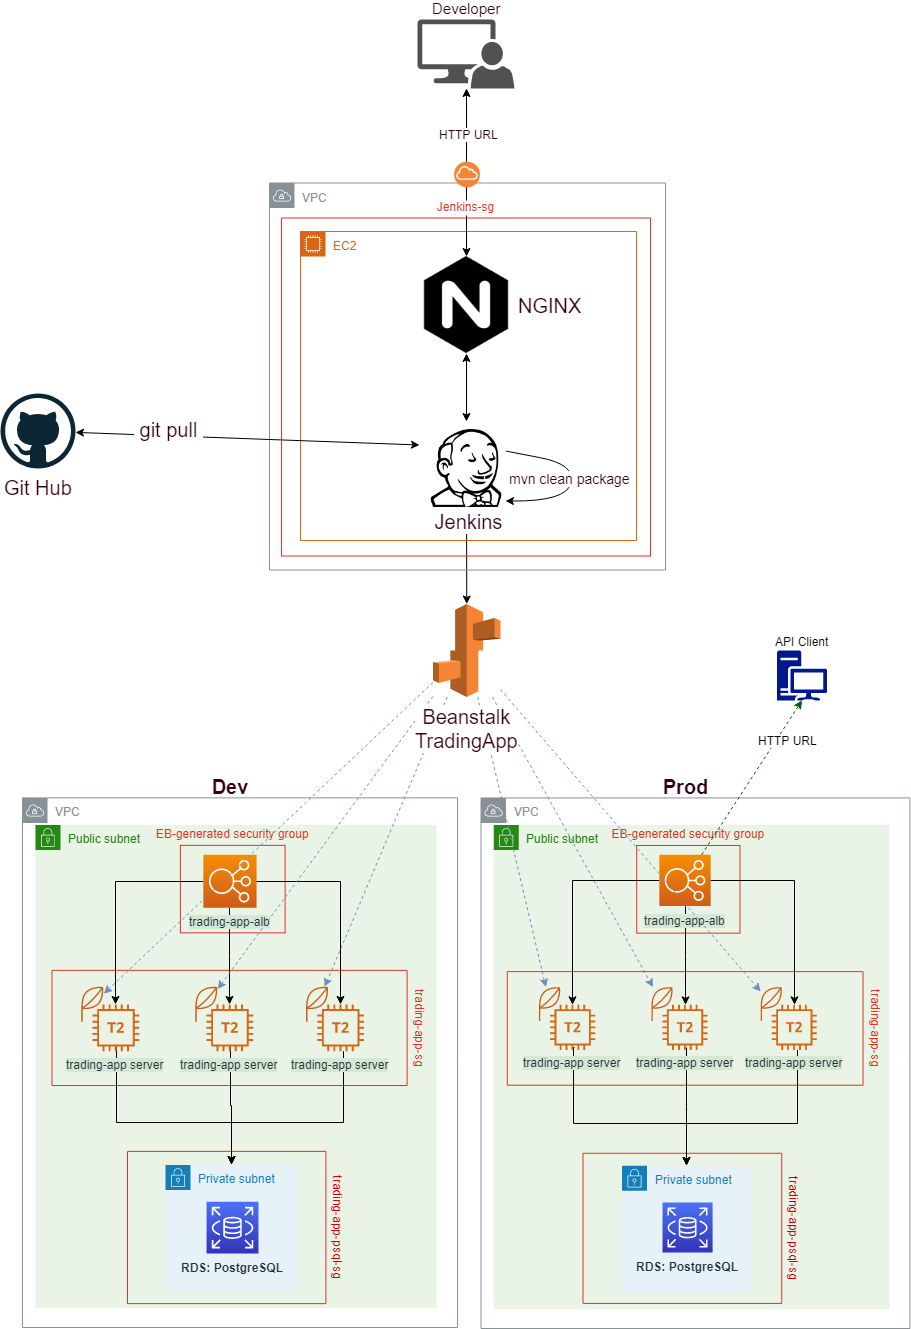 Developer
HTTP URL
VPC
Jenkins-sg
EC2
NGINX
git pull
Git Hub
mvn clean package
Jenkins
API Client
Beanstalk
TradingApp
HTTP URL
Dev
Prod
VPC
Public subnet
EB-generated security group
trading-app-alb
T2
T2
T2
trading-app server
trading-app server
trading-app server
trading-app-sg
Private subnet
RDS: PostgreSQL
trading-app-psql-sg
VPC
Public subnet
EB-generated security group
trading-app-alb
T2
T2
T2
trading-app server
trading-app server
trading-app server
trading-app-sg
Private subnet
RDS: PostgreSQL
trading-app-psql-sg